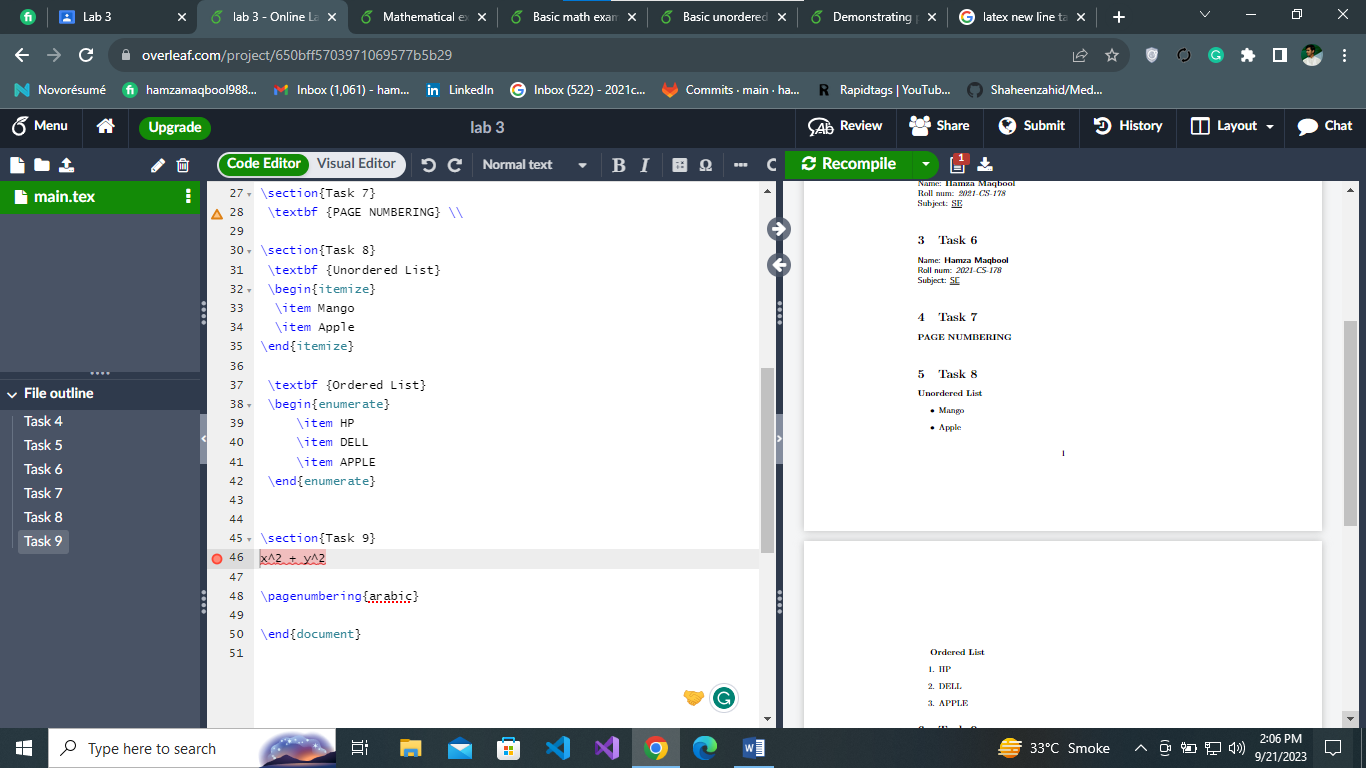 Lab 3
lab 3 - Online La
Mathematical ex
Basic math exam
Basic unordered
Demonstrating p
latex new line ta
overleaf.com/project/650bff5703971069577b5b29
Novorésumé
hamzamaqbool988...
Inbox (1,061) - ham...
LinkedIn
Inbox (522) - 2021c...
Commits · main · ha...
Rapidtags | YouTub...
Shaheenzahid/Med...
Menu
Upgrade
lab 3
Review
Share
Submit
History
Layout
Chat
Code Editor
Visual Editor
Normal text
B
I
Ω
Recompile
1
main.tex
File outline
Task 4
Task 5
Task 6
Task 7
Task 8
Task 9
27 \section{Task 7}
28 \textbf {PAGE NUMBERING} \\
29
30 \section{Task 8}
31 \textbf {Unordered List}
32 \begin{itemize}
33 \item Mango
34 \item Apple
35 \end{itemize}
36
37 \textbf {Ordered List}
38 \begin{enumerate}
39 \item HP
40 \item DELL
41 \item APPLE
42 \end{enumerate}
43
44
45 \section{Task 9}
46 x^2 + y^2
47
48 \pagenumbering{arabic}
49
50 \end{document}
51
Name: Hamza Maqbool
Roll num: 2021-CS-178
Subject: SE
3 Task 6
Name: Hamza Maqbool
Roll num: 2021-CS-178
Subject: SE
4 Task 7
PAGE NUMBERING
5 Task 8
Unordered List
• Mango
• Apple
1
Ordered List
1. HP
2. DELL
3. APPLE
Type here to search
33°C Smoke
2:06 PM
9/21/2023